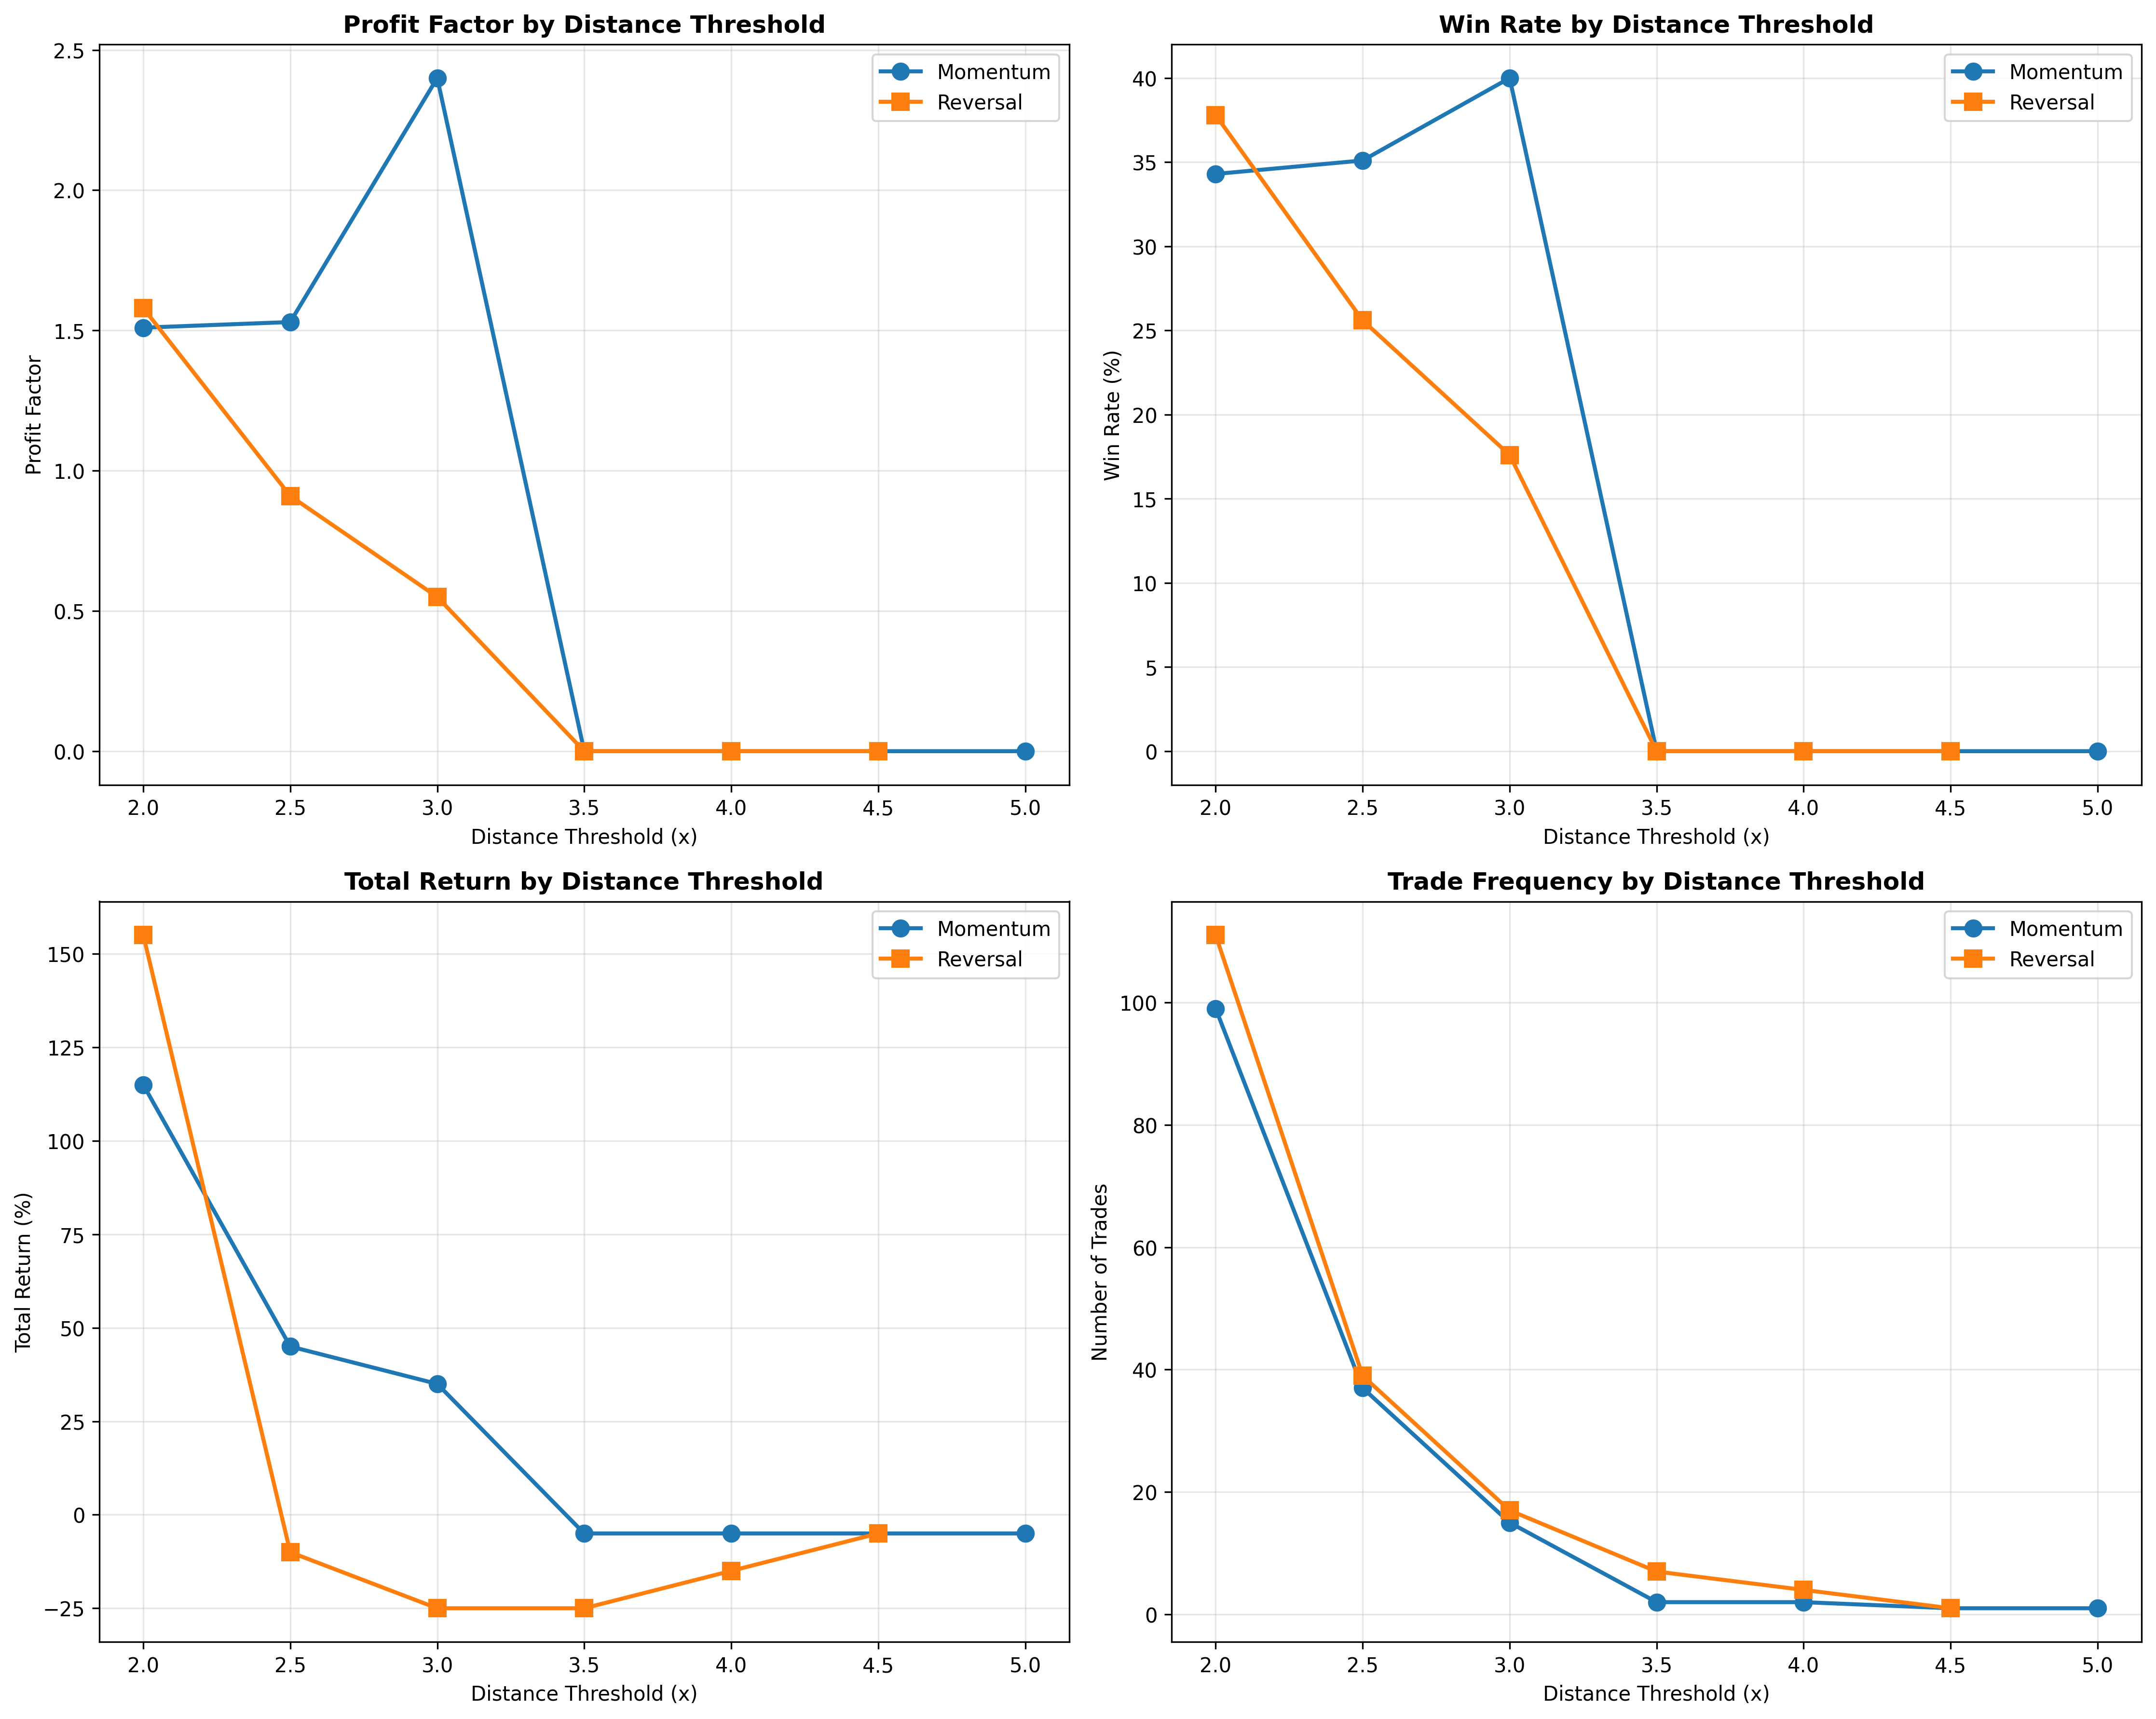 Profit Factor by Distance Threshold
2.5
2.0
1.5
1.0
0.5
0.0
Profit Factor
Momentum
Reversal
2.0 2.5 3.0 3.5 4.0 4.5 5.0
Distance Threshold (x)
Win Rate by Distance Threshold
40
35
30
25
20
15
10
5
0
Win Rate (%)
Momentum
Reversal
2.0 2.5 3.0 3.5 4.0 4.5 5.0
Distance Threshold (x)
Total Return by Distance Threshold
150
125
100
75
50
25
0
−25
Total Return (%)
Momentum
Reversal
2.0 2.5 3.0 3.5 4.0 4.5 5.0
Distance Threshold (x)
Trade Frequency by Distance Threshold
100
80
60
40
20
0
Number of Trades
Momentum
Reversal
2.0 2.5 3.0 3.5 4.0 4.5 5.0
Distance Threshold (x)